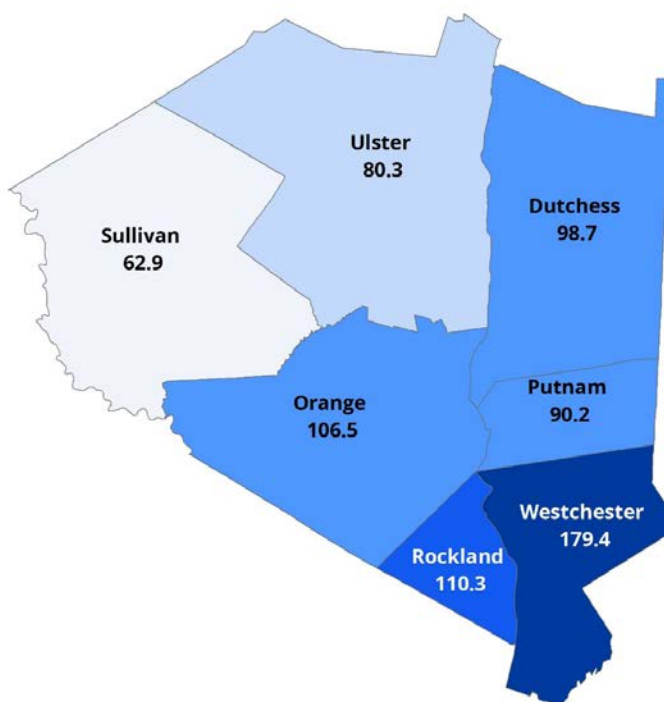 Ulster
80.3
Dutchess
98.7
Sullivan
62.9
Putnam
90.2
Orange
106.5
Westchester
179.4
Rockland
110.3